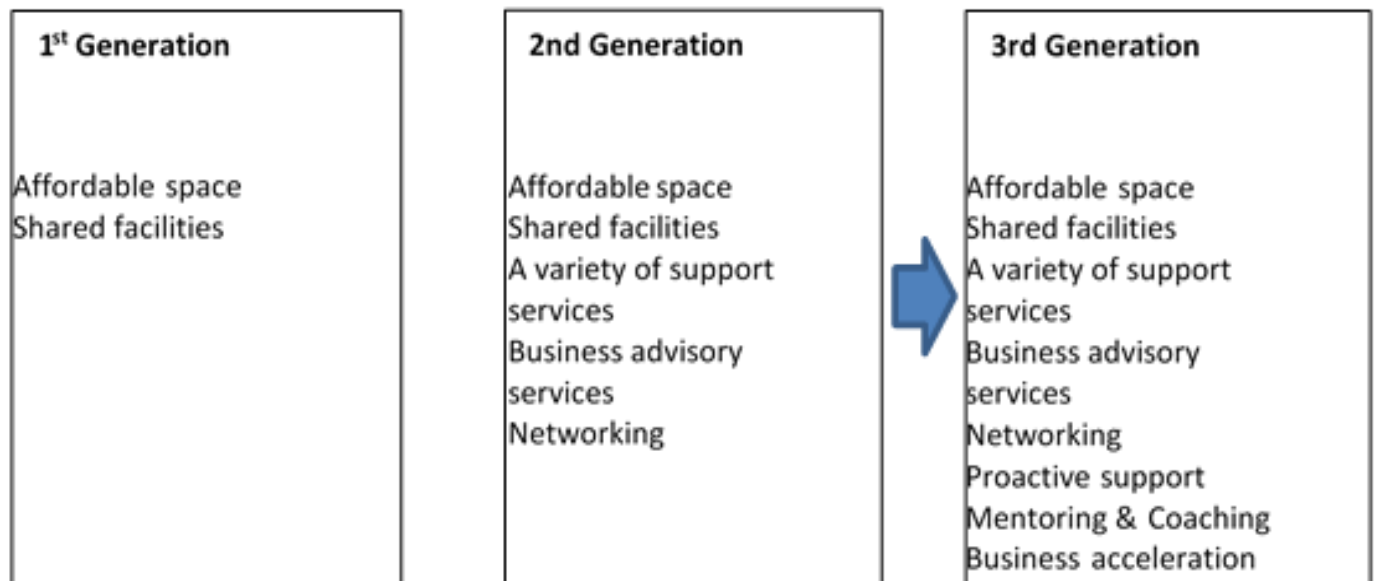 1st Generation
Affordable space
Shared facilities
2nd Generation
Affordable space
Shared facilities
A variety of support
services
Business advisory
services
Networking
3rd Generation
Affordable space
Shared facilities
A variety of support
services
Business advisory
services
Networking
Proactive support
Mentoring & Coaching
Business acceleration